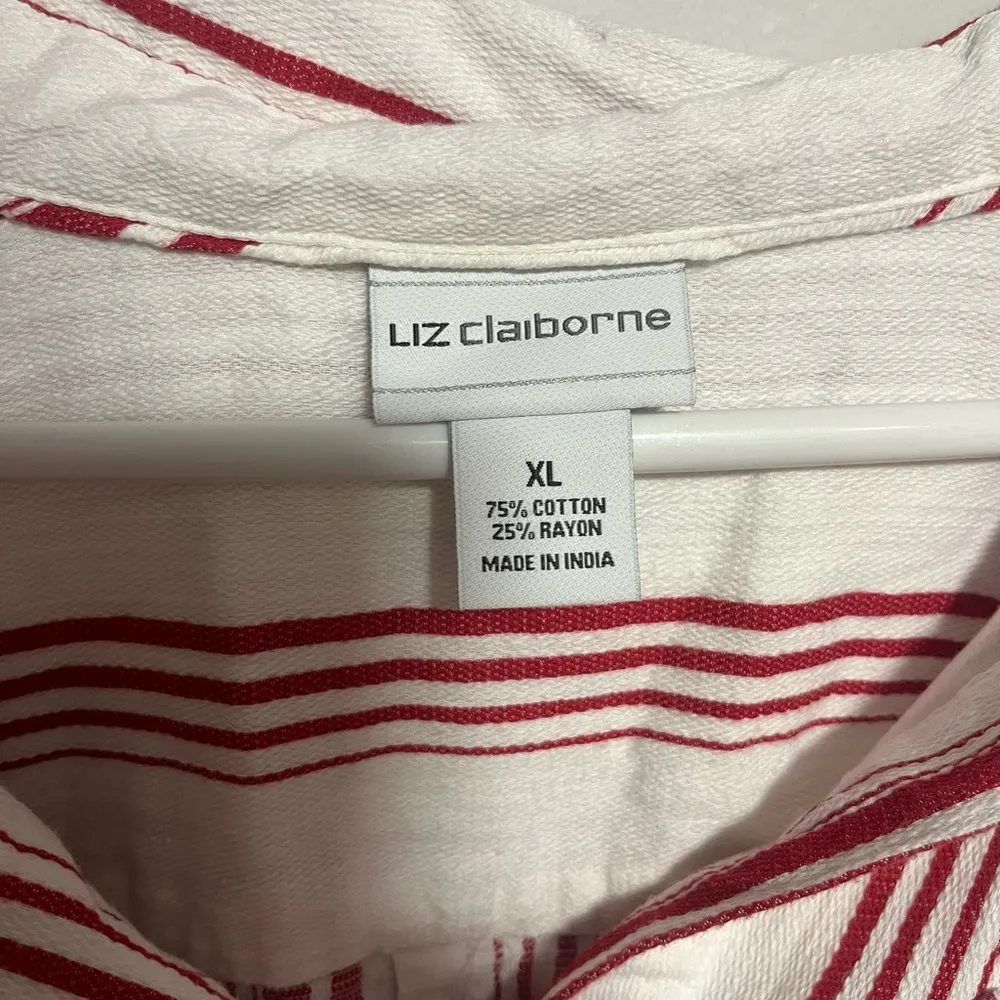 LIZ claiborne
XL
75% COTTON
25% RAYON
MADE IN INDIA